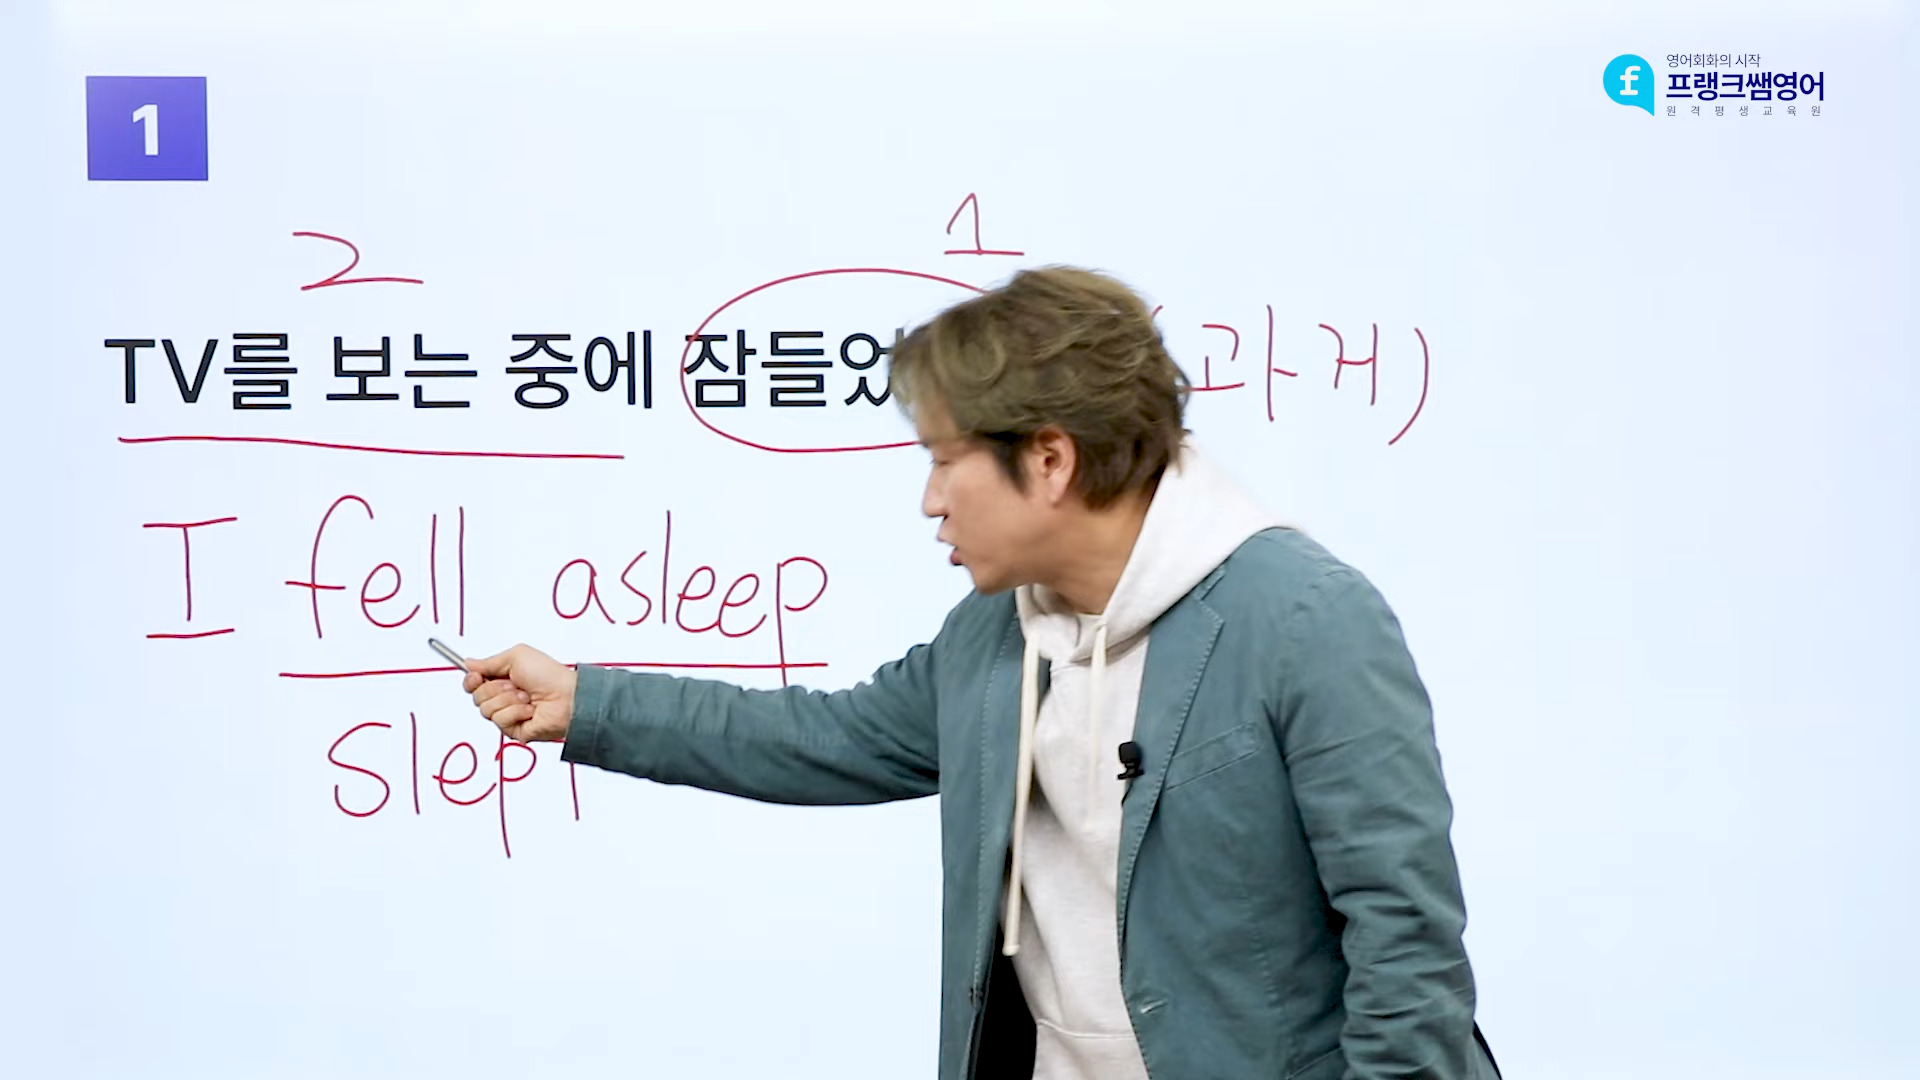 영어회화의 시작
프랭크쌤영어
원격평생교육원
1
2
1
TV를 보는 중에 잠들었
(과거)
I fell asleep
slept